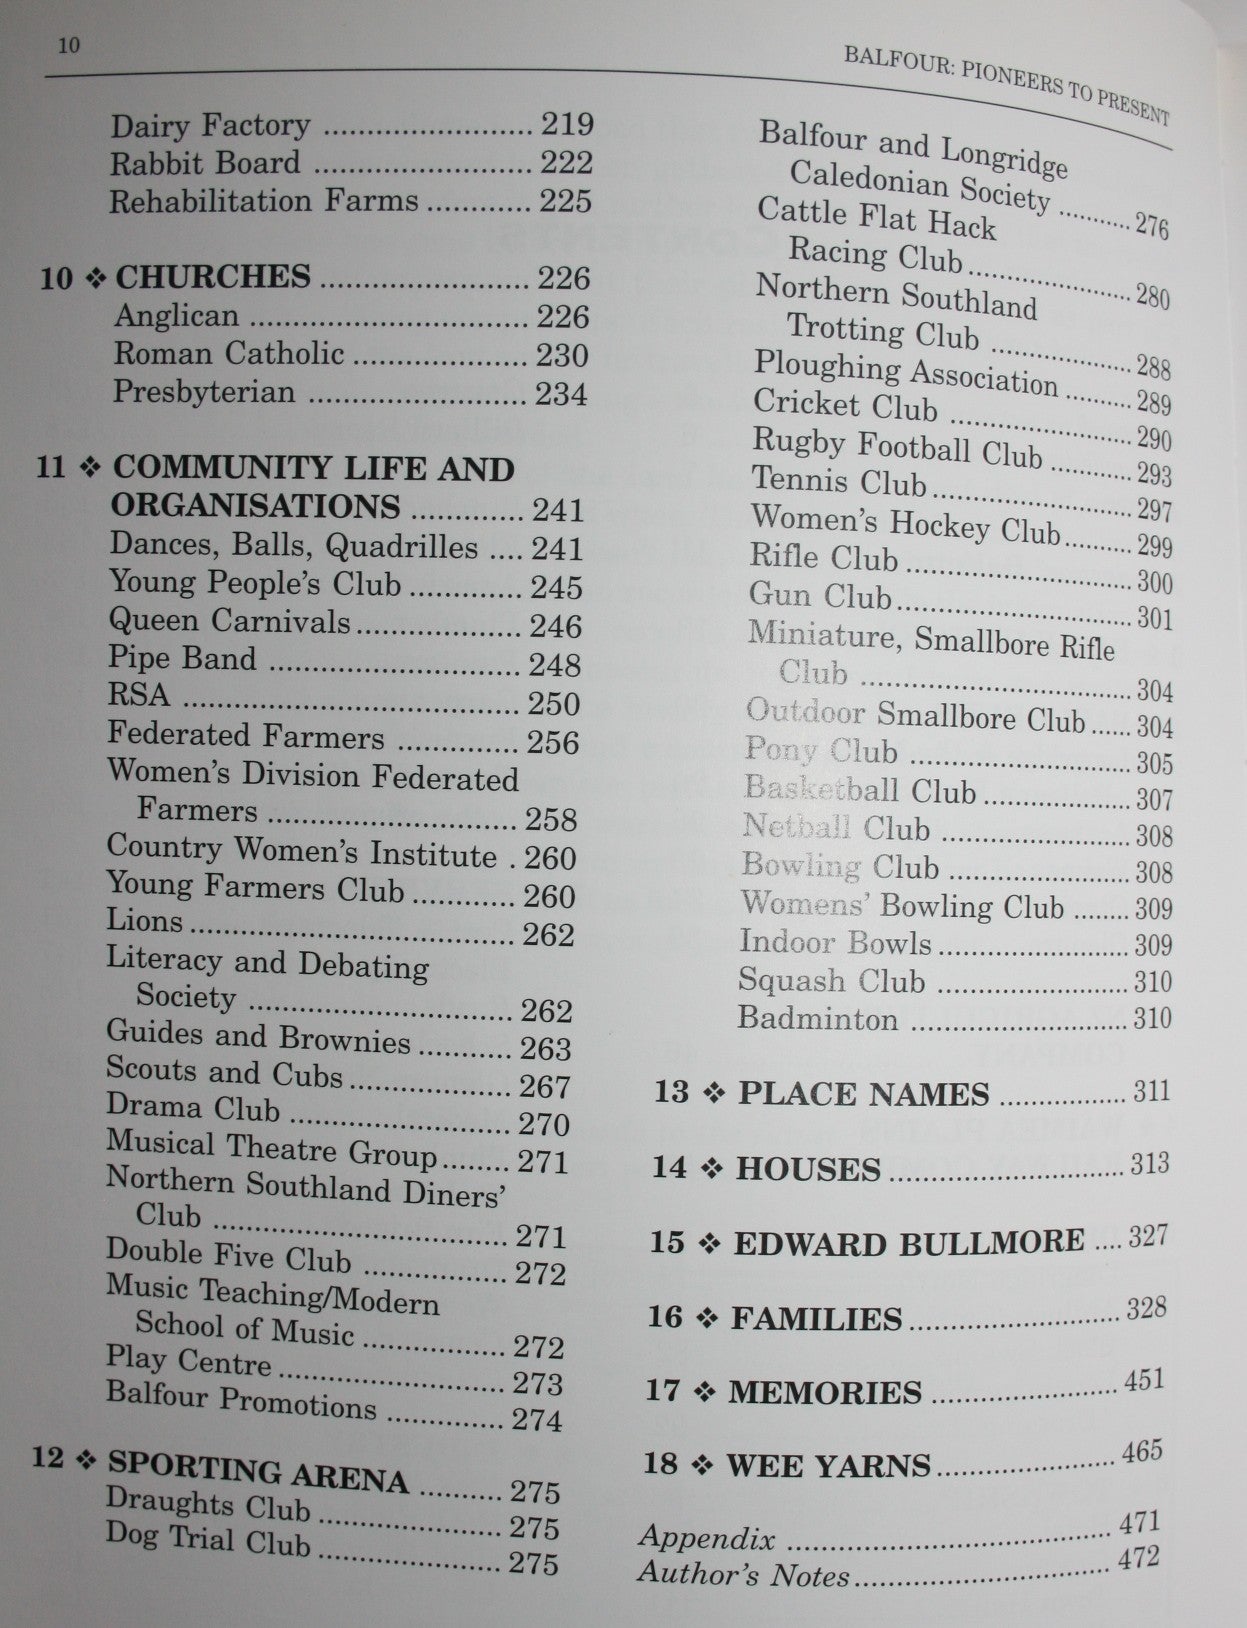 10
BALFOUR: PIONEERS TO PRESENT
Dairy Factory ........................ 219
Rabbit Board ......................... 222
Rehabilitation Farms ............ 225
10 ❖ CHURCHES ........................ 226
Anglican ................................ 226
Roman Catholic .................... 230
Presbyterian ......................... 234
11 ❖ COMMUNITY LIFE AND
ORGANISATIONS ............. 241
Dances, Balls, Quadrilles .... 241
Young People's Club ............. 245
Queen Carnivals ................... 246
Pipe Band ............................. 248
RSA ....................................... 250
Federated Farmers .............. 256
Women's Division Federated
Farmers ............................. 258
Country Women's Institute . 260
Young Farmers Club ............ 260
Lions ..................................... 262
Literacy and Debating
Society .............................. 262
Guides and Brownies ........... 263
Scouts and Cubs ................... 267
Drama Club .......................... 270
Musical Theatre Group ........ 271
Northern Southland Diners'
Club .................................. 271
Double Five Club ................. 272
Music Teaching/Modern
School of Music ................. 272
Play Centre .......................... 273
Balfour Promotions .............. 274
12 ❖ SPORTING ARENA .......... 275
Draughts Club ...................... 275
Dog Trial Club ...................... 275
Balfour and Longridge
Caledonian Society ........... 276
Cattle Flat Hack
Racing Club ....................... 280
Northern Southland
Trotting Club .................... 288
Ploughing Association .......... 289
Cricket Club ......................... 290
Rugby Football Club ............ 293
Tennis Club .......................... 297
Women's Hockey Club .......... 299
Rifle Club ............................. 300
Gun Club .............................. 301
Miniature, Smallbore Rifle
Club .................................. 304
Outdoor Smallbore Club ...... 304
Pony Club ............................ 305
Basketball Club ................... 307
Netball Club ........................ 308
Bowling Club ....................... 308
Womens' Bowling Club ........ 309
Indoor Bowls ........................ 309
Squash Club ........................ 310
Badminton ........................... 310
13 ❖ PLACE NAMES ................ 311
14 ❖ HOUSES ............................ 313
15 ❖ EDWARD BULLMORE .... 327
16 ❖ FAMILIES ......................... 328
17 ❖ MEMORIES ...................... 451
18 ❖ WEE YARNS ..................... 465
Appendix ...................................... 471
Author's Notes .............................. 472